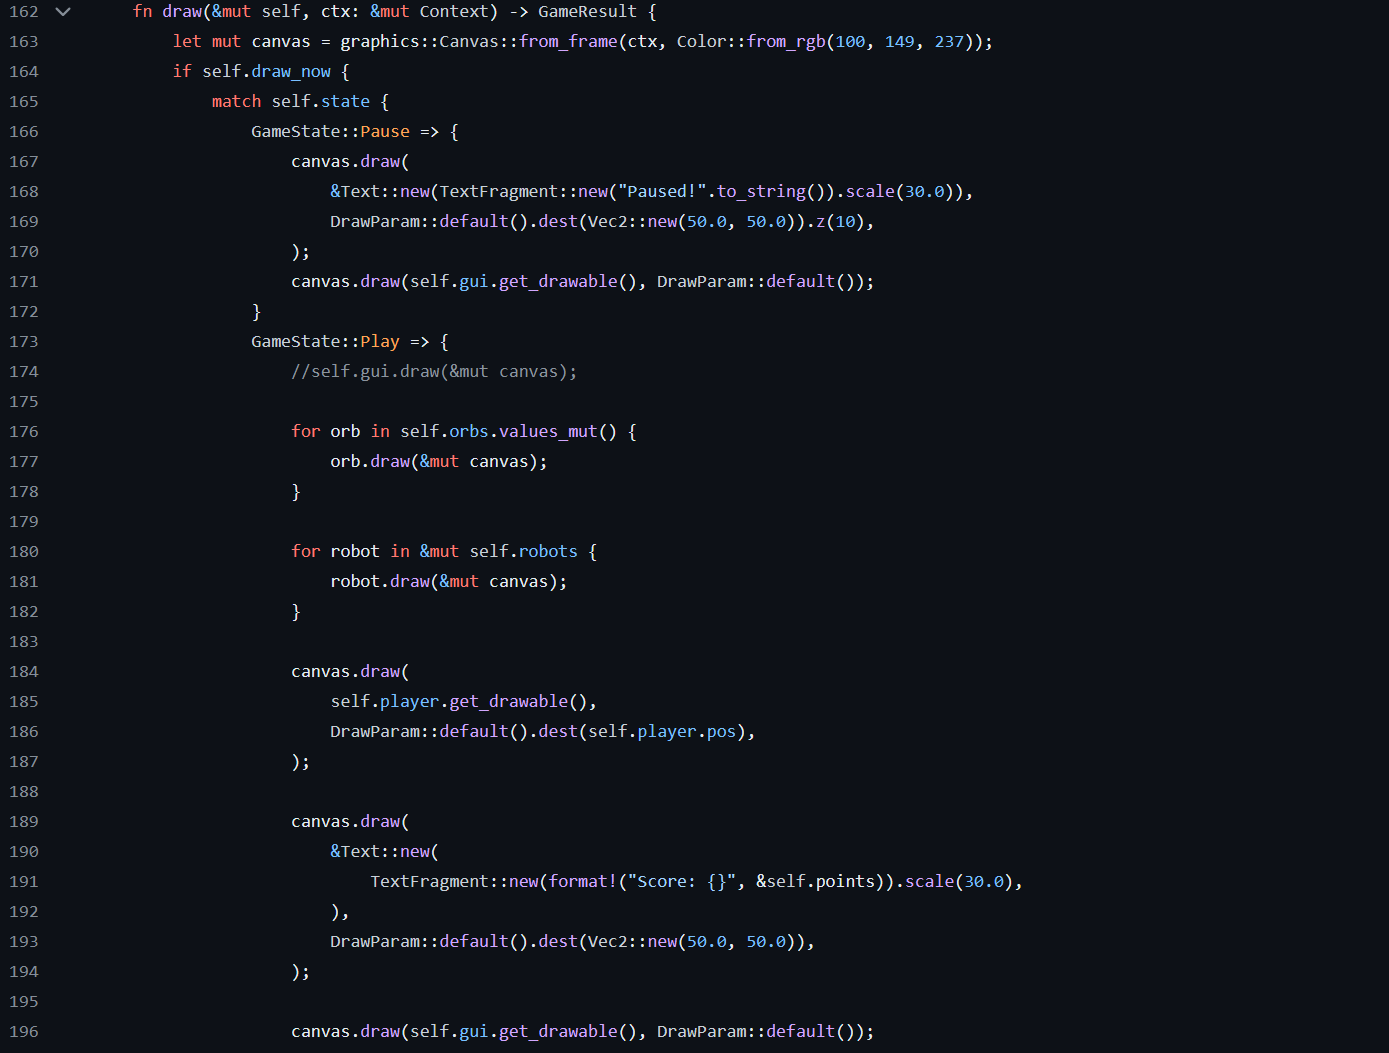 162 fn draw(&mut self, ctx: &mut Context) -> GameResult {
163 let mut canvas = graphics::Canvas::from_frame(ctx, Color::from_rgb(100, 149, 237));
164 if self.draw_now {
165 match self.state {
166 GameState::Pause => {
167 canvas.draw(
168 &Text::new(TextFragment::new("Paused!".to_string()).scale(30.0)),
169 DrawParam::default().dest(Vec2::new(50.0, 50.0)).z(10),
170 );
171 canvas.draw(self.gui.get_drawable(), DrawParam::default());
172 }
173 GameState::Play => {
174 //self.gui.draw(&mut canvas);
175
176 for orb in self.orbs.values_mut() {
177 orb.draw(&mut canvas);
178 }
179
180 for robot in &mut self.robots {
181 robot.draw(&mut canvas);
182 }
183
184 canvas.draw(
185 self.player.get_drawable(),
186 DrawParam::default().dest(self.player.pos),
187 );
188
189 canvas.draw(
190 &Text::new(
191 TextFragment::new(format!("Score: {}", &self.points)).scale(30.0),
192 ),
193 DrawParam::default().dest(Vec2::new(50.0, 50.0)),
194 );
195
196 canvas.draw(self.gui.get_drawable(), DrawParam::default());